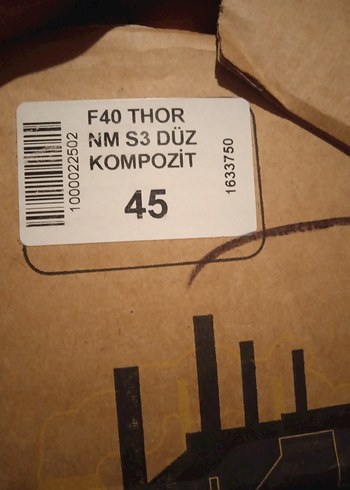 F40 THOR
NM S3 DÜZ
KOMPOZİT
45
1000022502
1633750